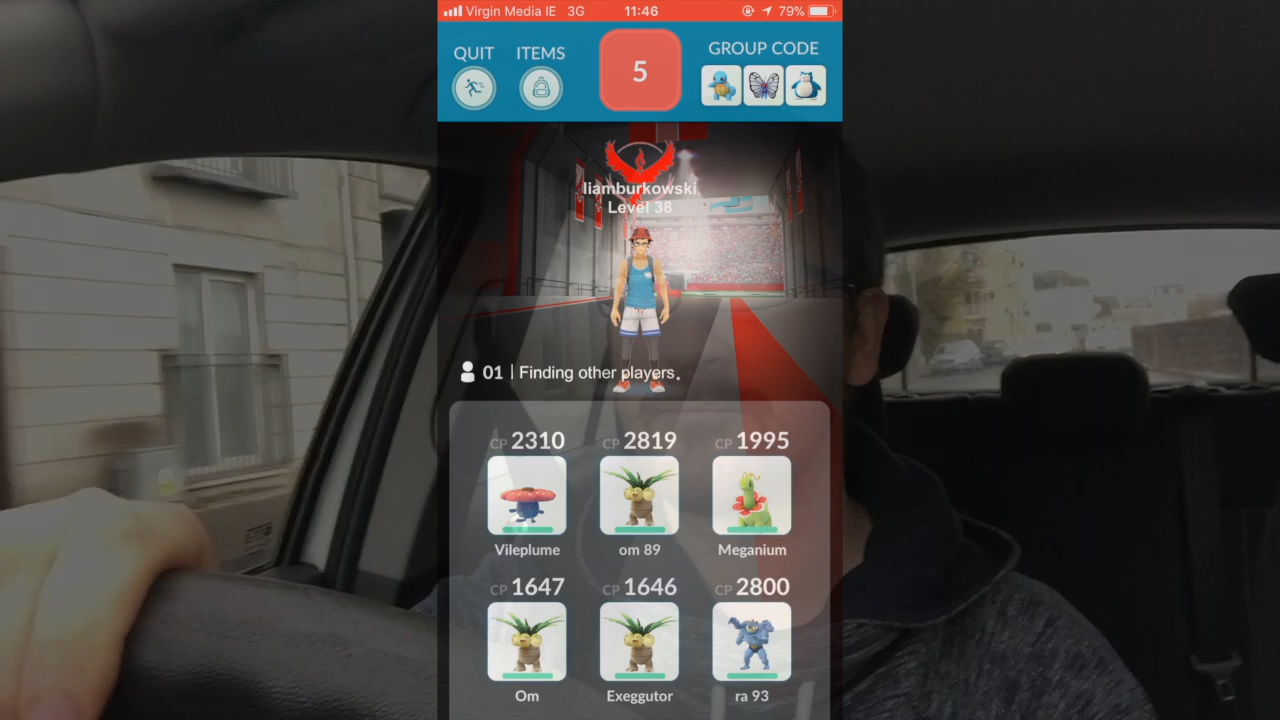 Virgin Media IE 3G 11:46 79%
QUIT ITEMS 5 GROUP CODE
liamburkowski
Level 38
01 | Finding other players.
CP 2310 CP 2819 CP 1995
Vileplume om 89 Meganium
CP 1647 CP 1646 CP 2800
Om Exeggutor ra 93